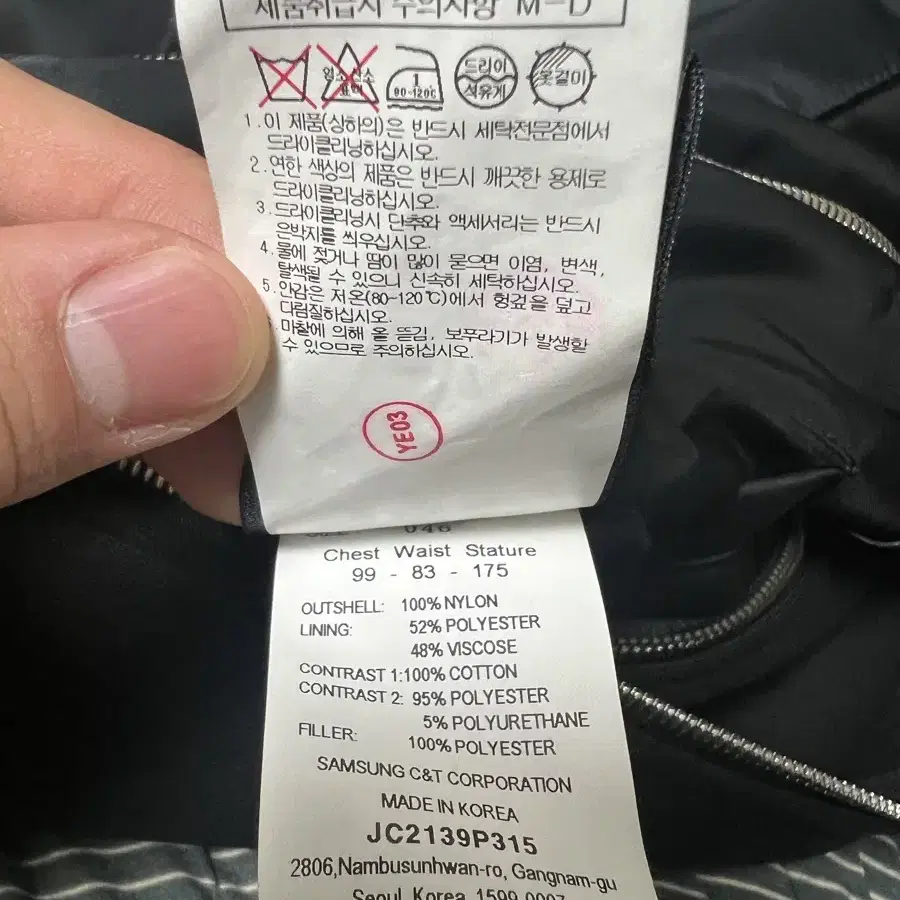 제품취급시 주의사항 M-D
염소산소
표백
드라이
석유계
옷걸이
1
80-120℃
1. 이 제품(상하의)은 반드시 세탁전문점에서
드라이클리닝하십시오.
2. 연한 색상의 제품은 반드시 깨끗한 용제로
드라이클리닝하십시오.
3. 드라이클리닝시 단추와 액세서리는 반드시
은박지를 씌우십시오.
4. 물에 젖거나 땀이 많이 묻으면 이염, 변색,
탈색될 수 있으니 신속히 세탁하십시오.
5. 안감은 저온(80-120℃)에서 헝겊을 덮고
다림질하십시오.
마찰에 의해 올 뜯김, 보푸라기가 발생할
수 있으므로 주의하십시오.
YE03
046
Chest Waist Stature
99 - 83 - 175
OUTSHELL: 100% NYLON
LINING: 52% POLYESTER
48% VISCOSE
CONTRAST 1:100% COTTON
CONTRAST 2: 95% POLYESTER
5% POLYURETHANE
FILLER: 100% POLYESTER
SAMSUNG C&T CORPORATION
MADE IN KOREA
JC2139P315
2806,Nambusunhwan-ro, Gangnam-gu
Seoul, Korea 1599-0007